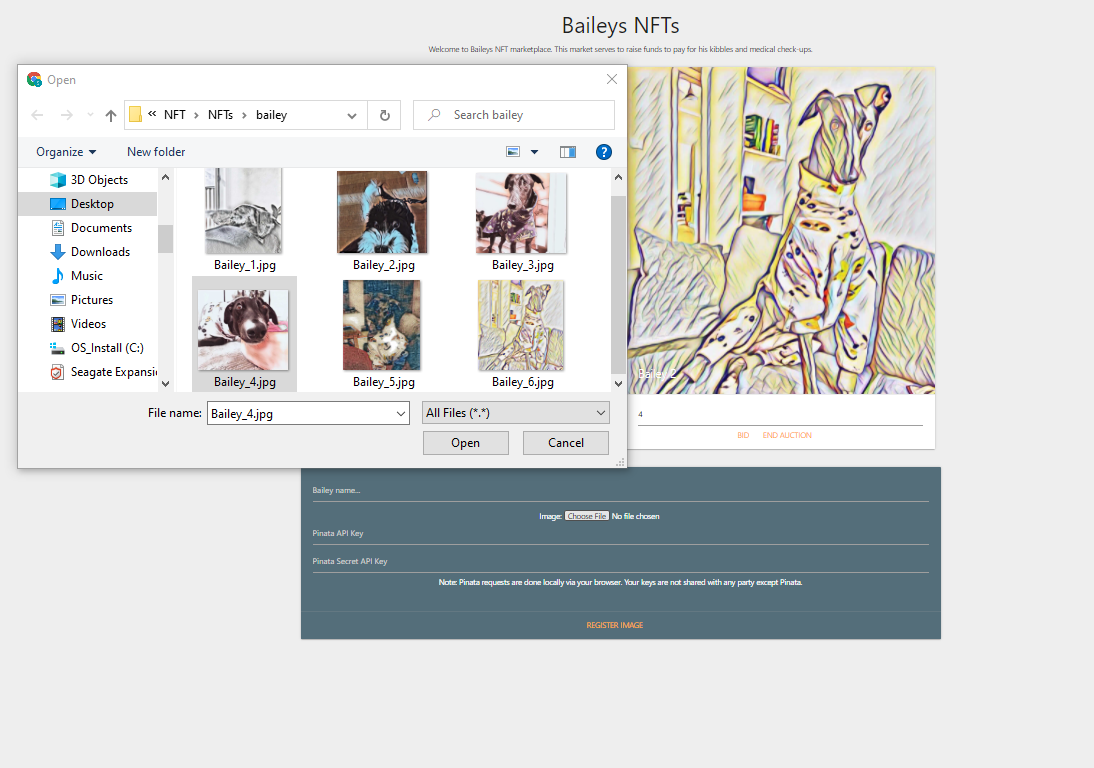 Baileys NFTs
Welcome to Baileys NFT marketplace. This market serves to raise funds to pay for his kibbles and medical check-ups.
Open
« NFT › NFTs › bailey
Search bailey
Organize
New folder
3D Objects
Desktop
Documents
Downloads
Music
Pictures
Videos
OS_Install (C:)
Seagate Expansi
Bailey_1.jpg
Bailey_2.jpg
Bailey_3.jpg
Bailey_4.jpg
Bailey_5.jpg
Bailey_6.jpg
File name: Bailey_4.jpg
All Files (*.*)
Open
Cancel
Bailey 2
4
BID
END AUCTION
Bailey name...
Image: Choose File No file chosen
Pinata API Key
Pinata Secret API Key
Note: Pinata requests are done locally via your browser. Your keys are not shared with any party except Pinata.
REGISTER IMAGE